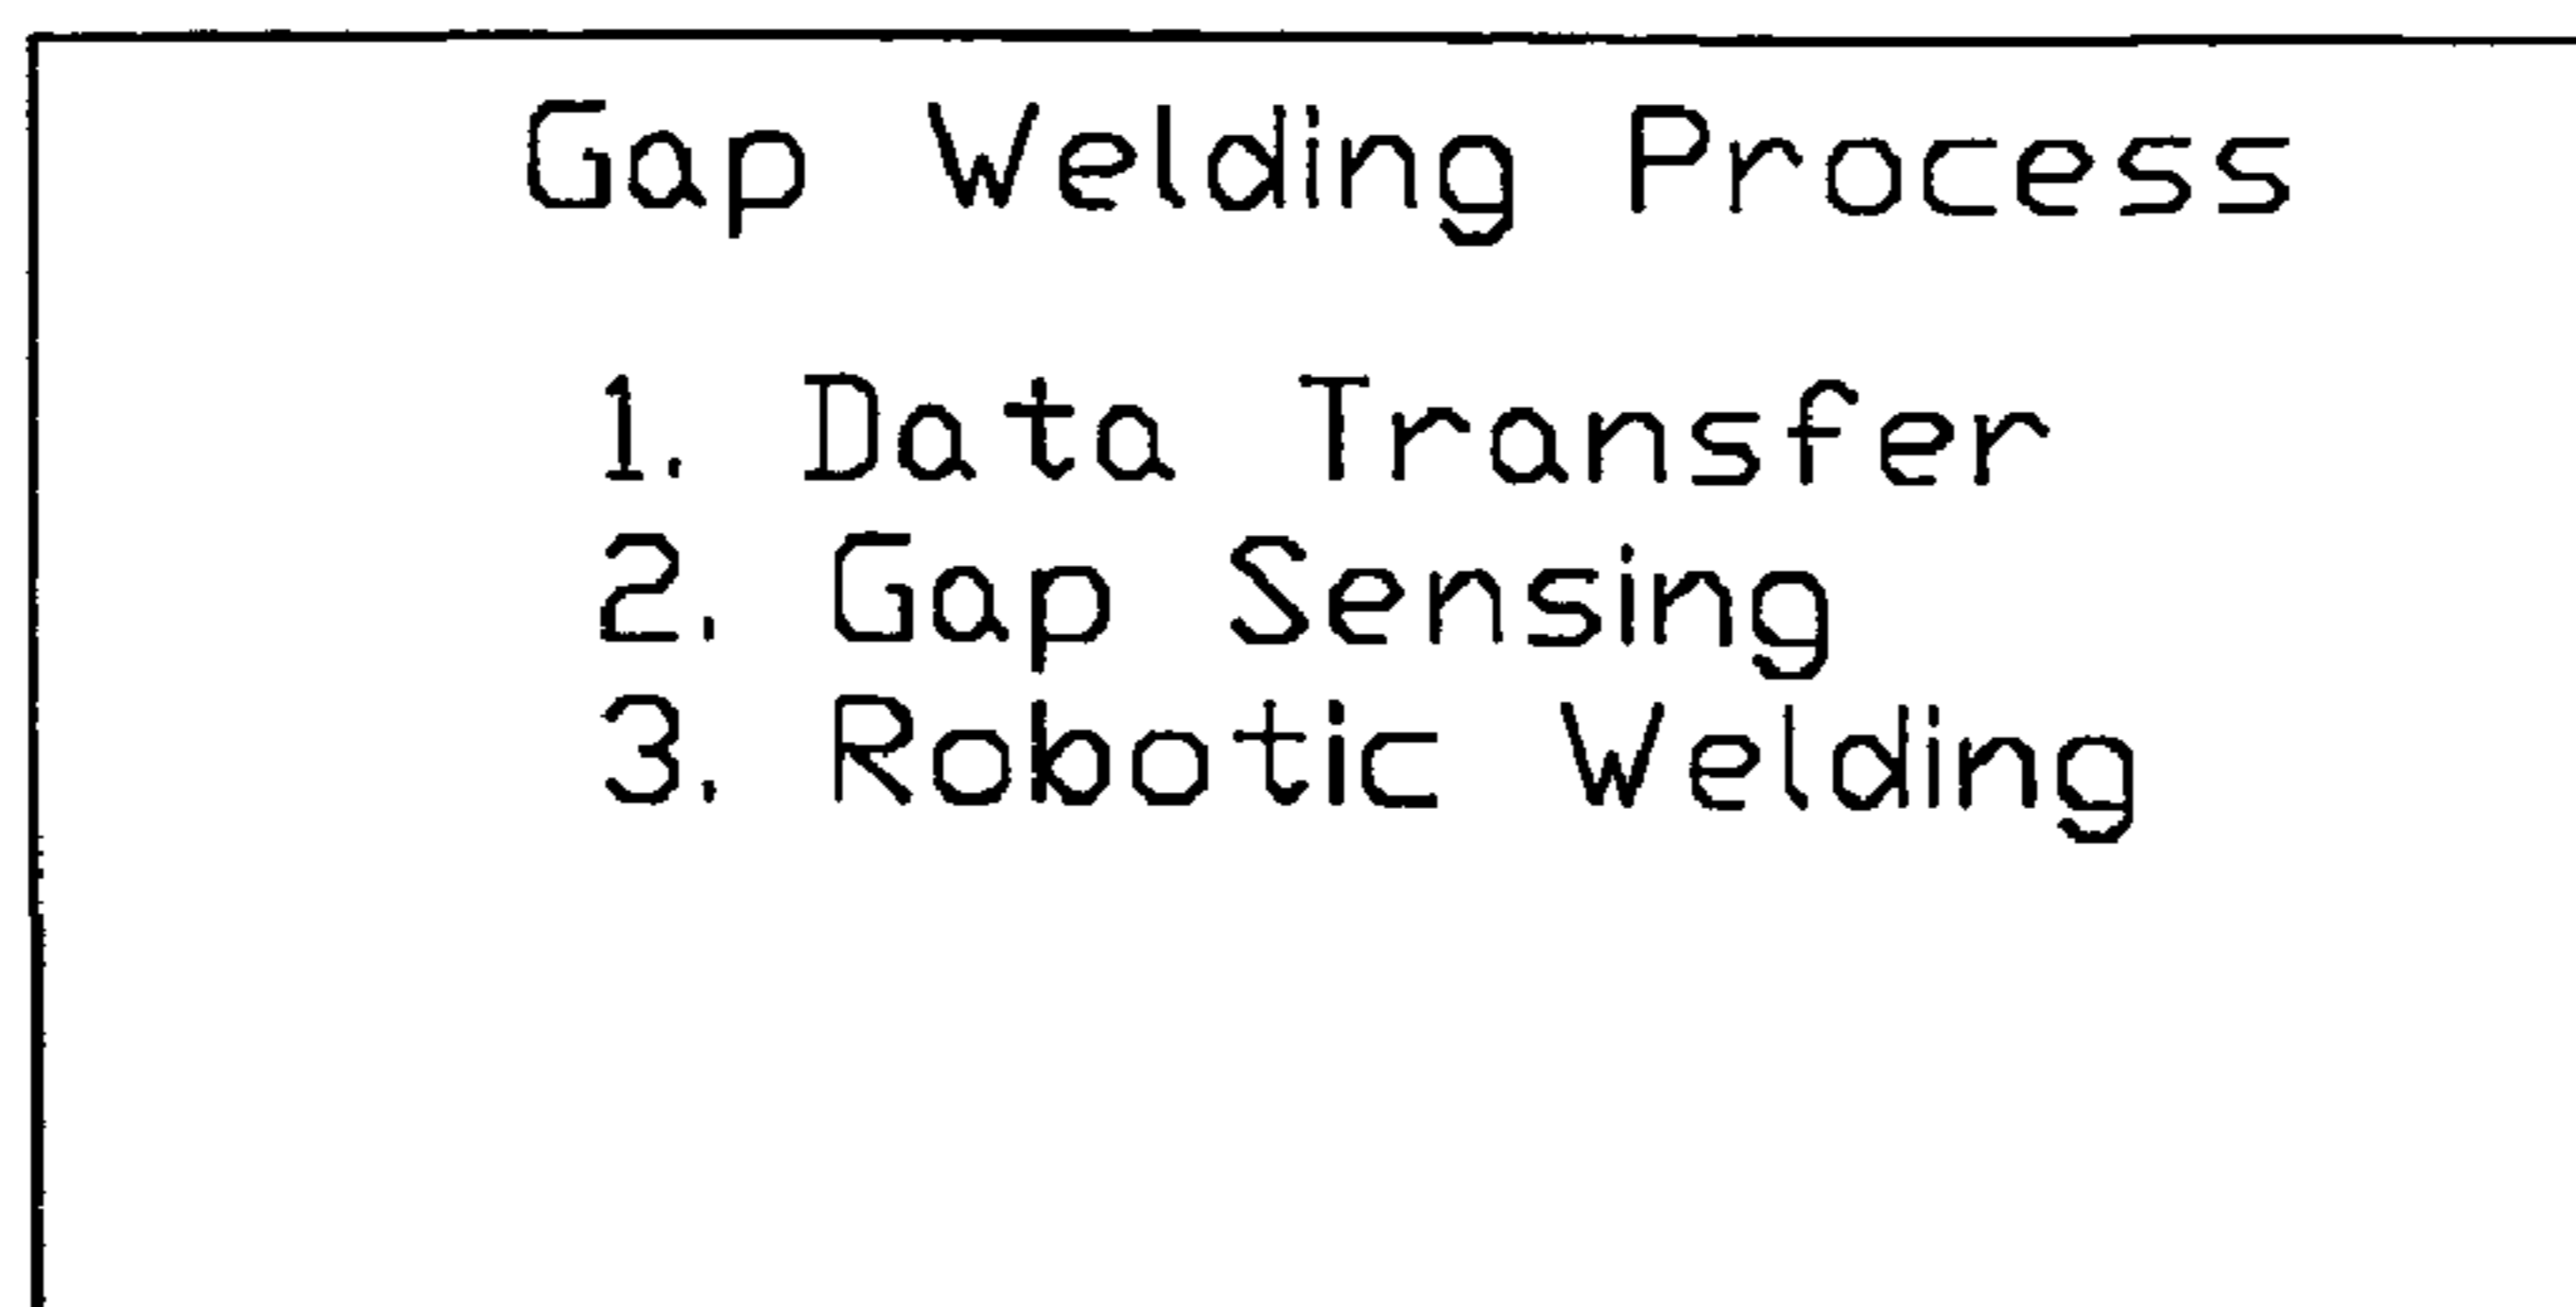 Gap Welding Process
1. Data Transfer
2. Gap Sensing
3. Robotic Welding